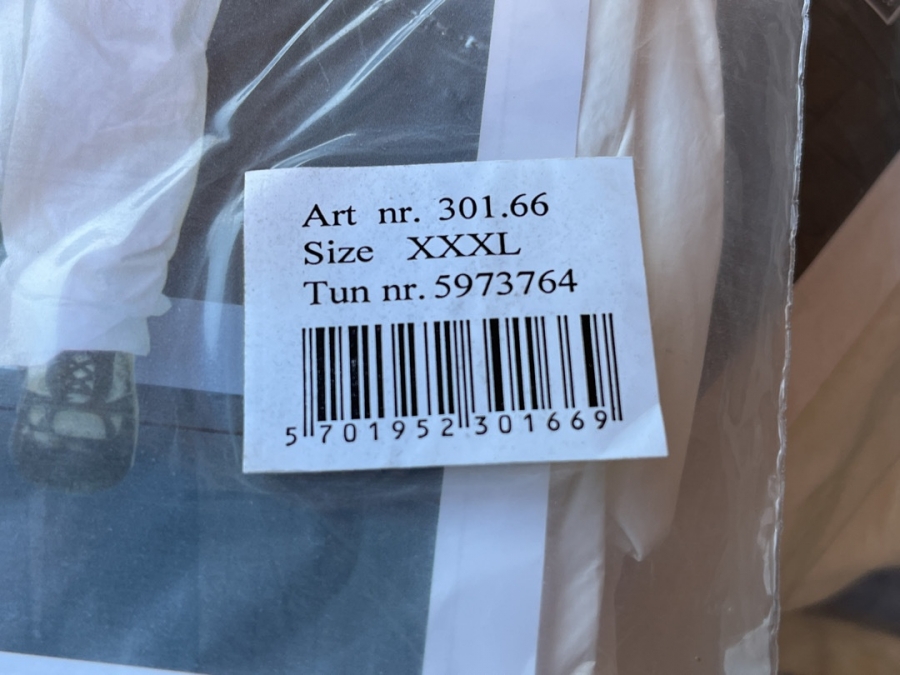 Art nr. 301.66
Size XXXL
Tun nr. 5973764
5 701952 301669